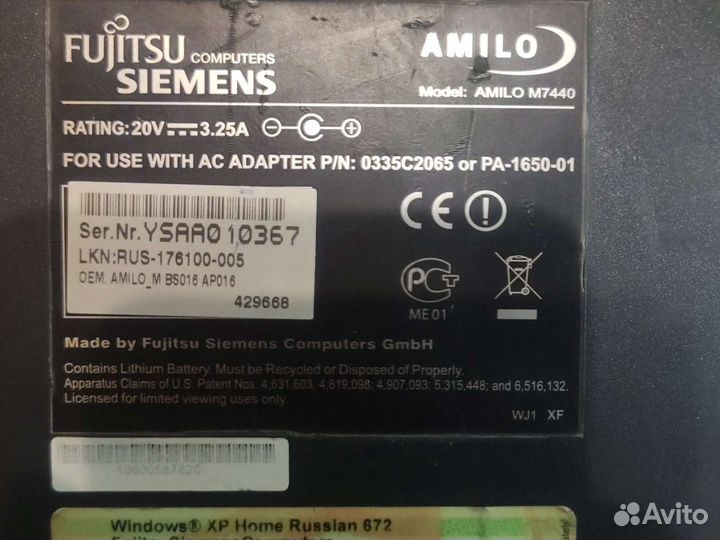 FUJITSU COMPUTERS
SIEMENS
AMILO
Model: AMILO M7440
RATING: 20V 3.25A
FOR USE WITH AC ADAPTER P/N: 0335C2065 or PA-1650-01
Ser.Nr. YSAA010367
LKN:RUS-176100-005
OEM: AMILO_M BS016 AP016
429668
CE
PCT
ME01
Made by Fujitsu Siemens Computers GmbH
Contains Lithium Battery. Must be Recycled or Disposed of Properly.
Apparatus Claims of U.S. Patent Nos. 4,631,603; 4,819,098; 4,907,093; 5,315,448; and 6,516,132.
Licensed for limited viewing uses only.
WJ1 XF
Windows® XP Home Russian 672
Fujitsu Siemens Computers
Avito